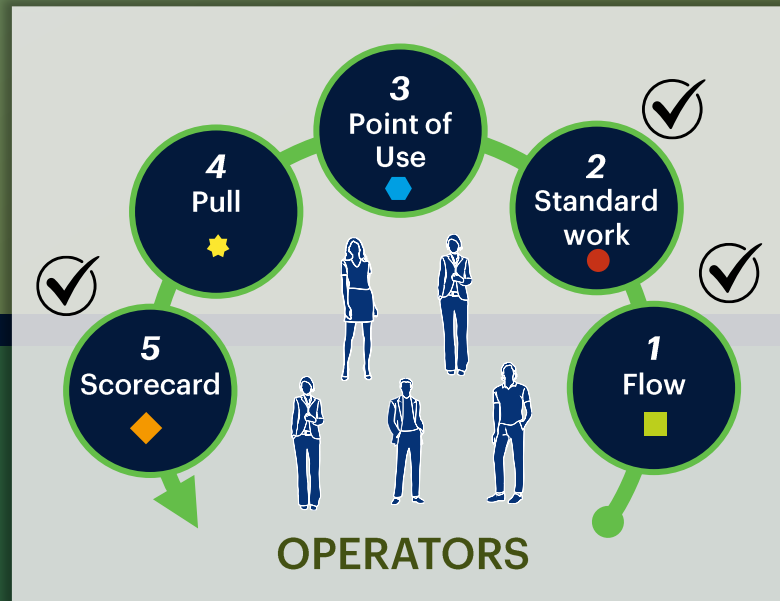 3
Point of
Use
4
Pull
2
Standard
work
5
Scorecard
1
Flow
OPERATORS